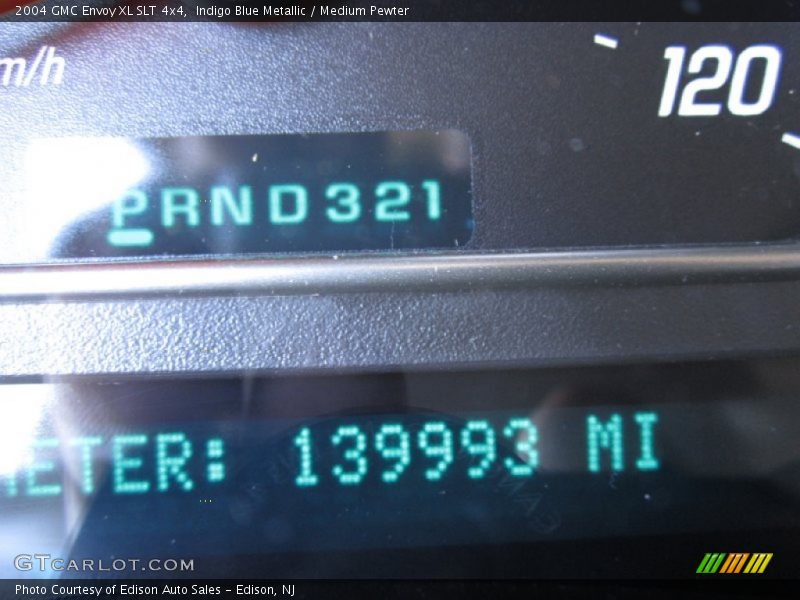 2004 GMC Envoy XL SLT 4x4,  Indigo Blue Metallic / Medium Pewter
m/h
120
PRND321
METER: 139993 MI
GTCARLOT.COM
Photo Courtesy of Edison Auto Sales - Edison, NJ